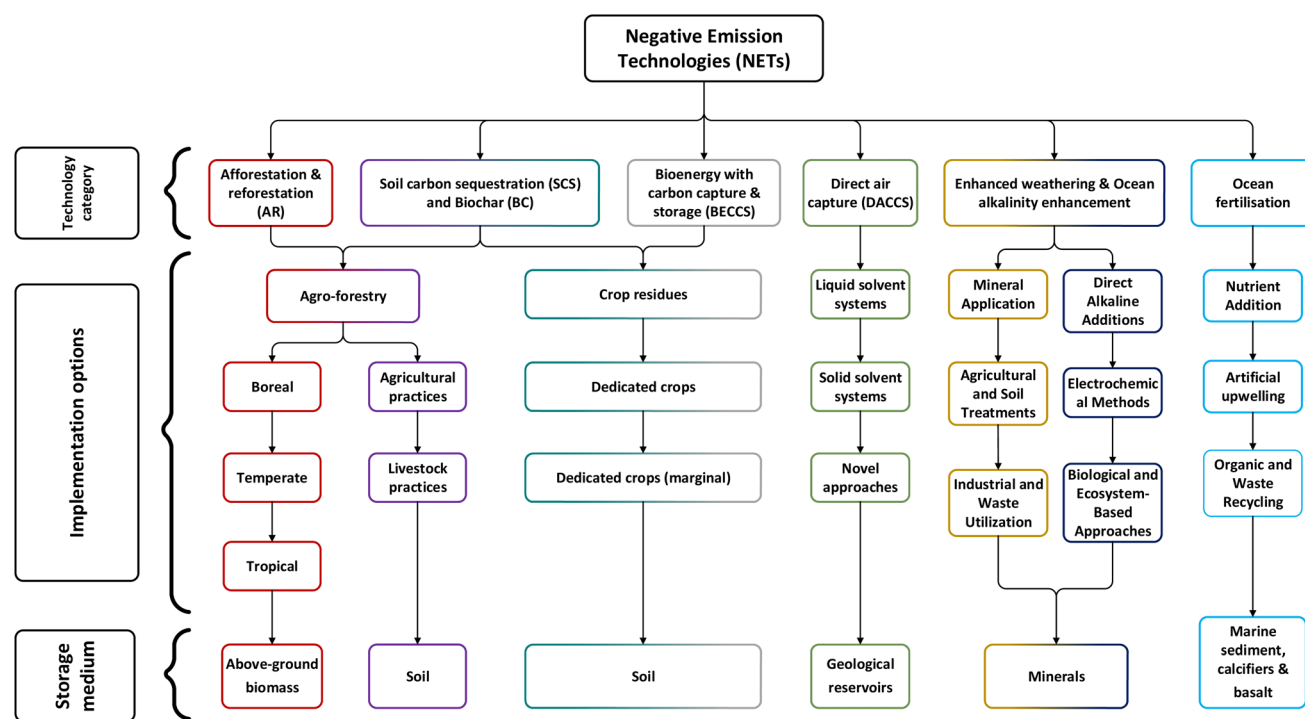 Negative Emission
Technologies (NETs)
Technology
category
Afforestation &
reforestation
(AR)
Soil carbon sequestration (SCS)
and Biochar (BC)
Bioenergy with
carbon capture &
storage (BECCS)
Direct air
capture (DACCS)
Enhanced weathering & Ocean
alkalinity enhancement
Ocean
fertilisation
Implementation options
Agro-forestry
Crop residues
Liquid solvent
systems
Mineral
Application
Direct
Alkaline
Additions
Nutrient
Addition
Boreal
Agricultural
practices
Dedicated crops
Solid solvent
systems
Agricultural
and Soil
Treatments
Electrochemic
al Methods
Artificial
upwelling
Temperate
Livestock
practices
Dedicated crops (marginal)
Novel
approaches
Industrial and
Waste
Utilization
Biological and
Ecosystem-
Based
Approaches
Organic and
Waste
Recycling
Tropical
Storage
medium
Above-ground
biomass
Soil
Soil
Geological
reservoirs
Minerals
Marine
sediment,
calcifiers &
basalt